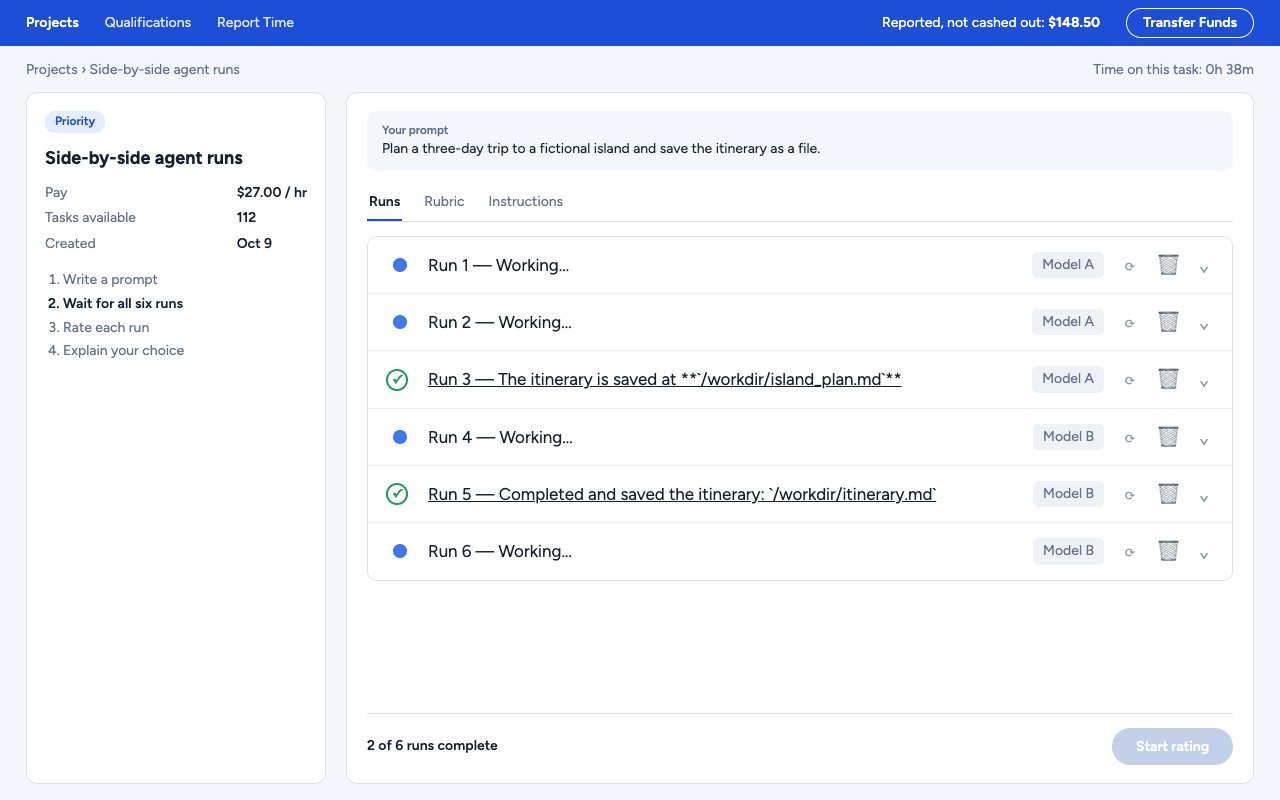 Projects Qualifications Report Time Reported, not cashed out: $148.50 Transfer Funds
Projects › Side-by-side agent runs Time on this task: 0h 38m
Priority
Side-by-side agent runs
Pay $27.00 / hr
Tasks available 112
Created Oct 9
1. Write a prompt
2. Wait for all six runs
3. Rate each run
4. Explain your choice
Your prompt
Plan a three-day trip to a fictional island and save the itinerary as a file.
Runs Rubric Instructions
Run 1 — Working... Model A
Run 2 — Working... Model A
Run 3 — The itinerary is saved at **`/workdir/island_plan.md`** Model A
Run 4 — Working... Model B
Run 5 — Completed and saved the itinerary: `/workdir/itinerary.md` Model B
Run 6 — Working... Model B
2 of 6 runs complete Start rating